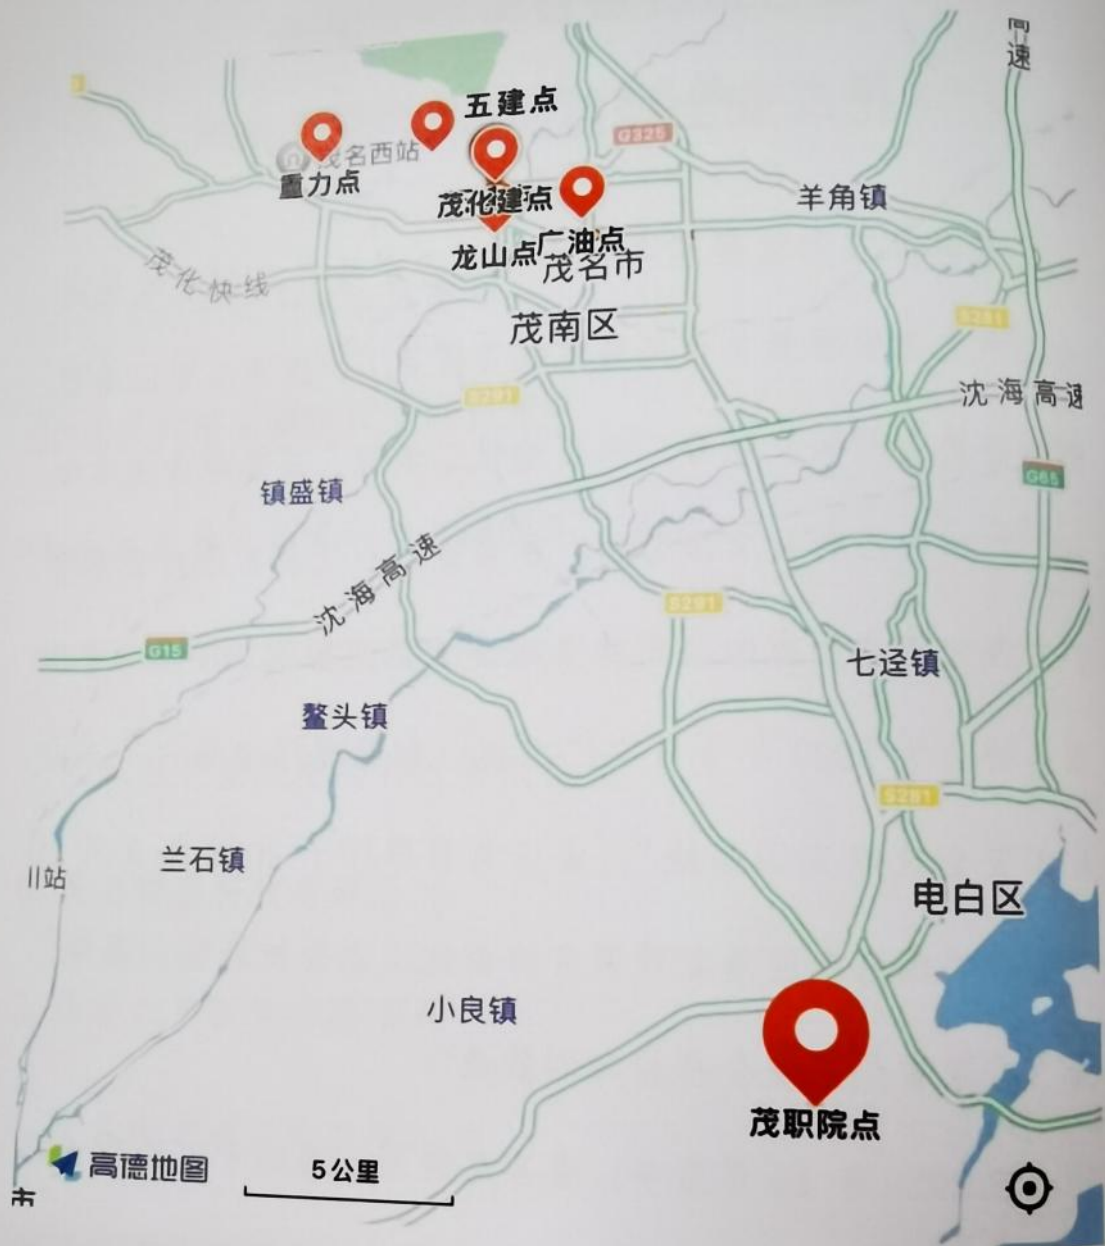 高
速
五建点
G325
茂名西站
重力点
茂化建点
羊角镇
龙山点
广油点
茂名市
茂化快线
茂南区
S281
S291
沈海高速
G65
镇盛镇
沈海高速
S291
G15
七迳镇
鳌头镇
S281
兰石镇
川站
电白区
小良镇
茂职院点
高德地图
5公里
市